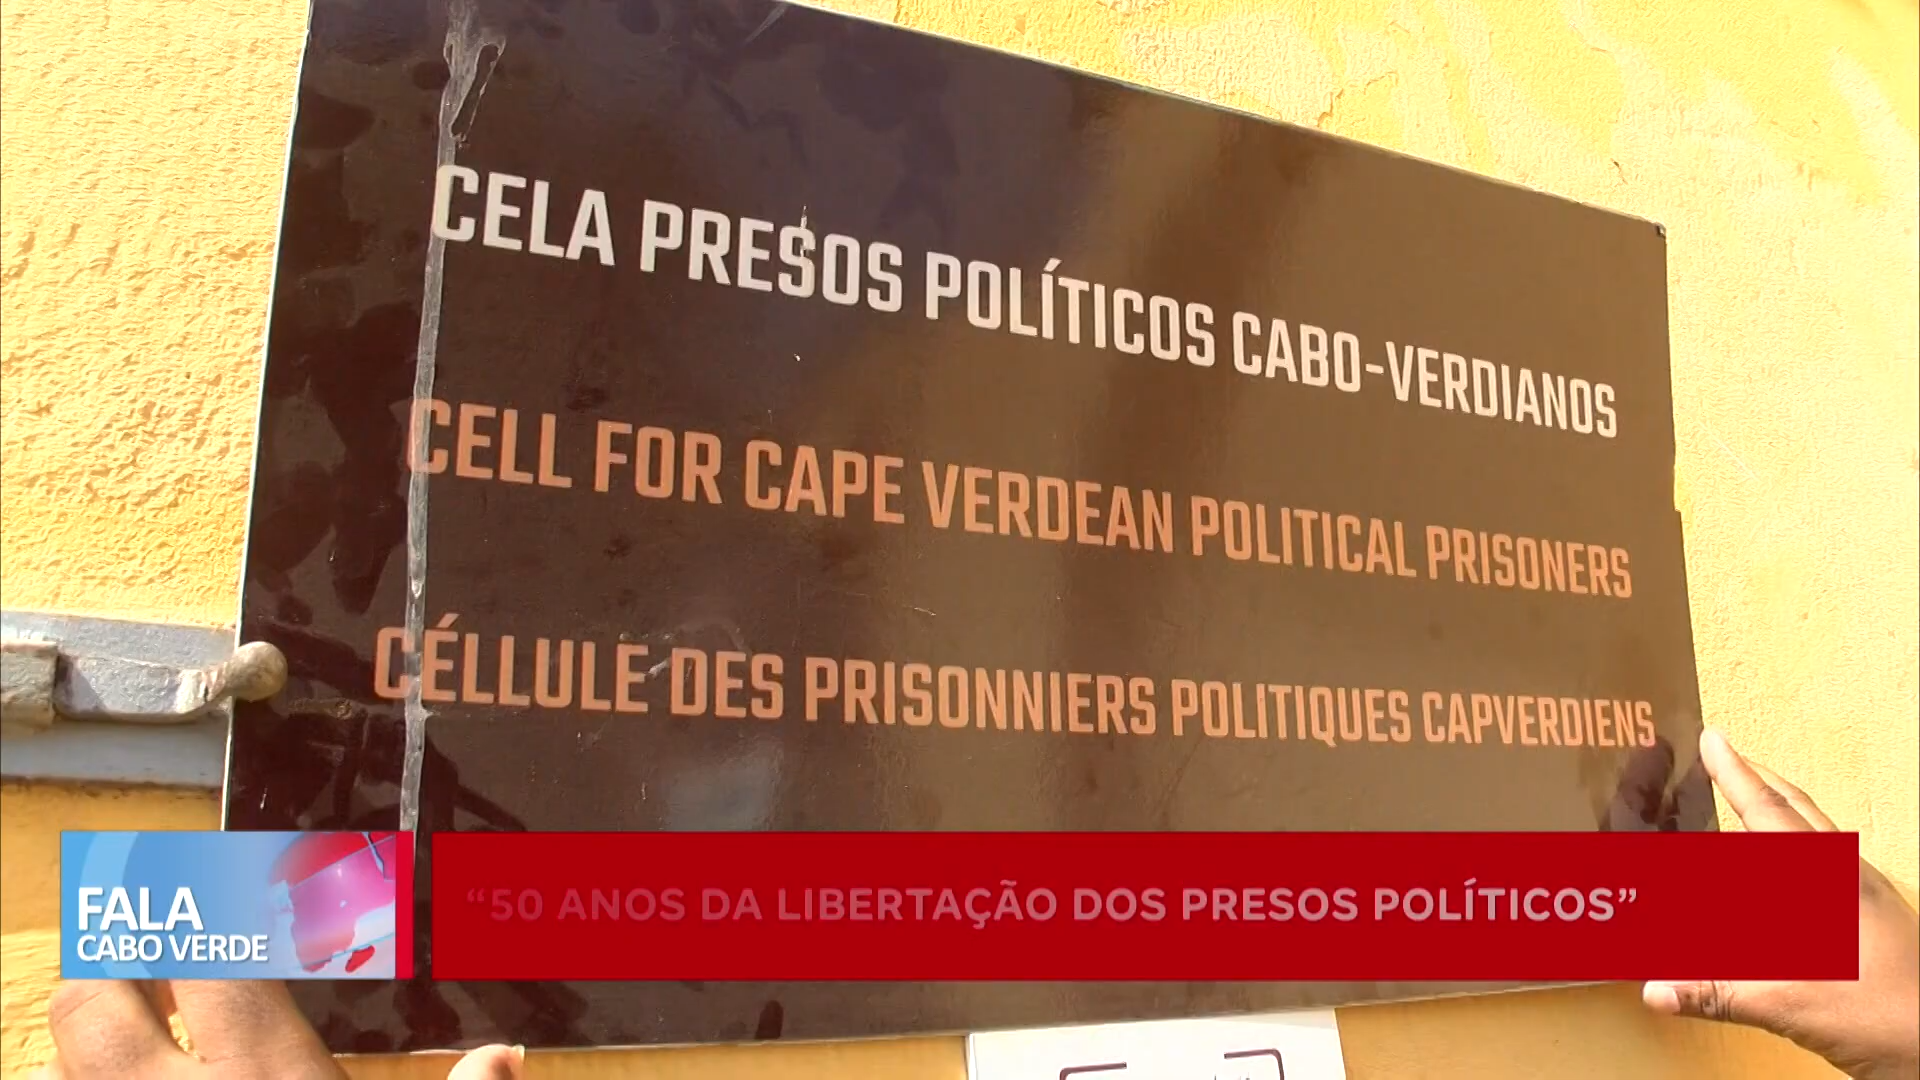 CELA PRESOS POLÍTICOS CABO-VERDIANOS
CELL FOR CAPE VERDEAN POLITICAL PRISONERS
CÉLLULE DES PRISONNIERS POLITIQUES CAPVERDIENS
FALA
CABO VERDE
“50 ANOS DA LIBERTAÇÃO DOS PRESOS POLÍTICOS”